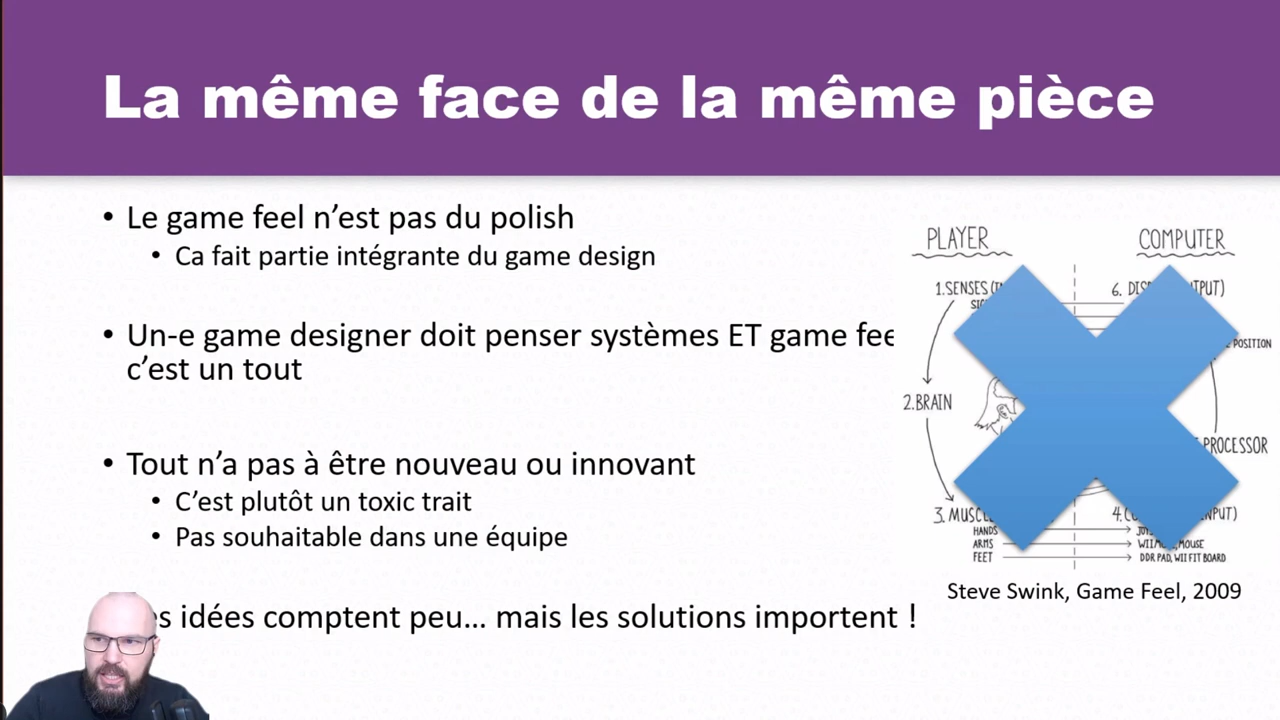 La même face de la même pièce
• Le game feel n’est pas du polish
• Ca fait partie intégrante du game design
• Un-e game designer doit penser systèmes ET game fee
c’est un tout
• Tout n’a pas à être nouveau ou innovant
• C’est plutôt un toxic trait
• Pas souhaitable dans une équipe
idées comptent peu… mais les solutions importent !
PLAYER
COMPUTER
1.SENSES
6.
POSITION
2.BRAIN
PROCESSOR
3.
4.
HANDS
ARMS
MOUSE
FEET
DDR PAD, WII FIT BOARD
Steve Swink, Game Feel, 2009